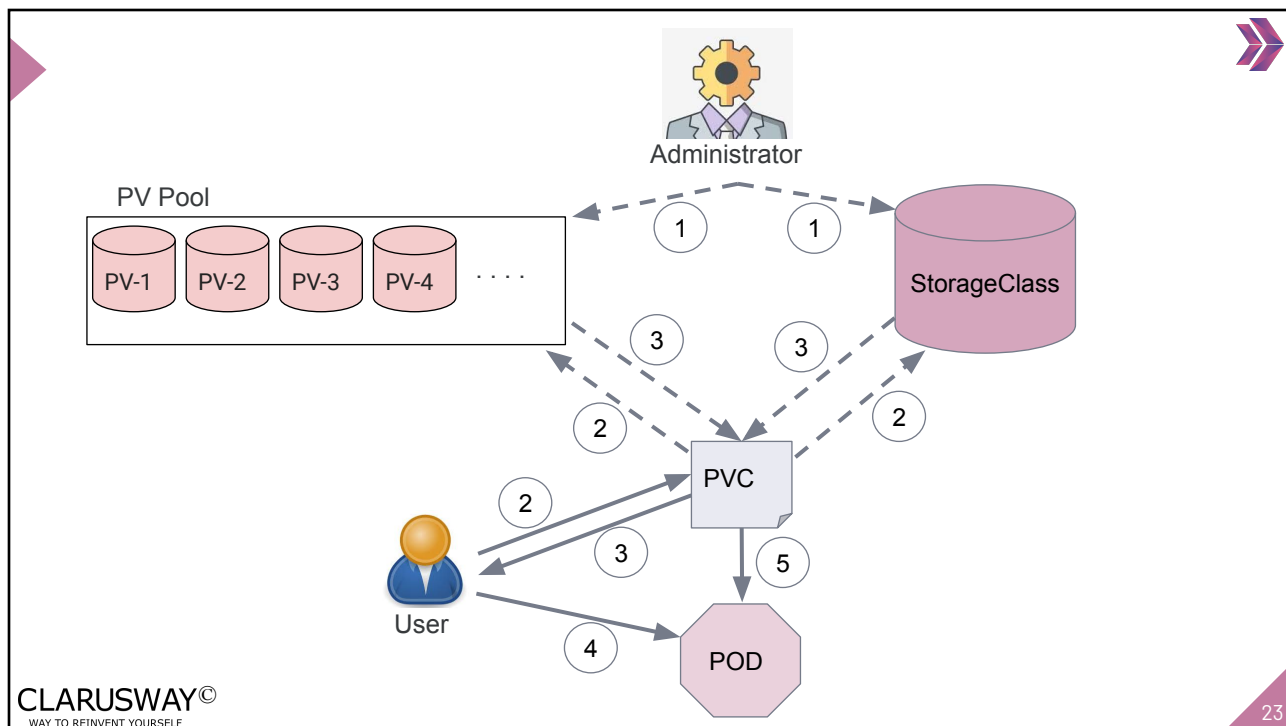 Administrator
PV Pool
1
1
PV-1
PV-2
PV-3
PV-4
. . . .
StorageClass
3
3
2
2
PVC
2
3
5
User
4
POD
CLARUSWAY©
WAY TO REINVENT YOURSELF
23